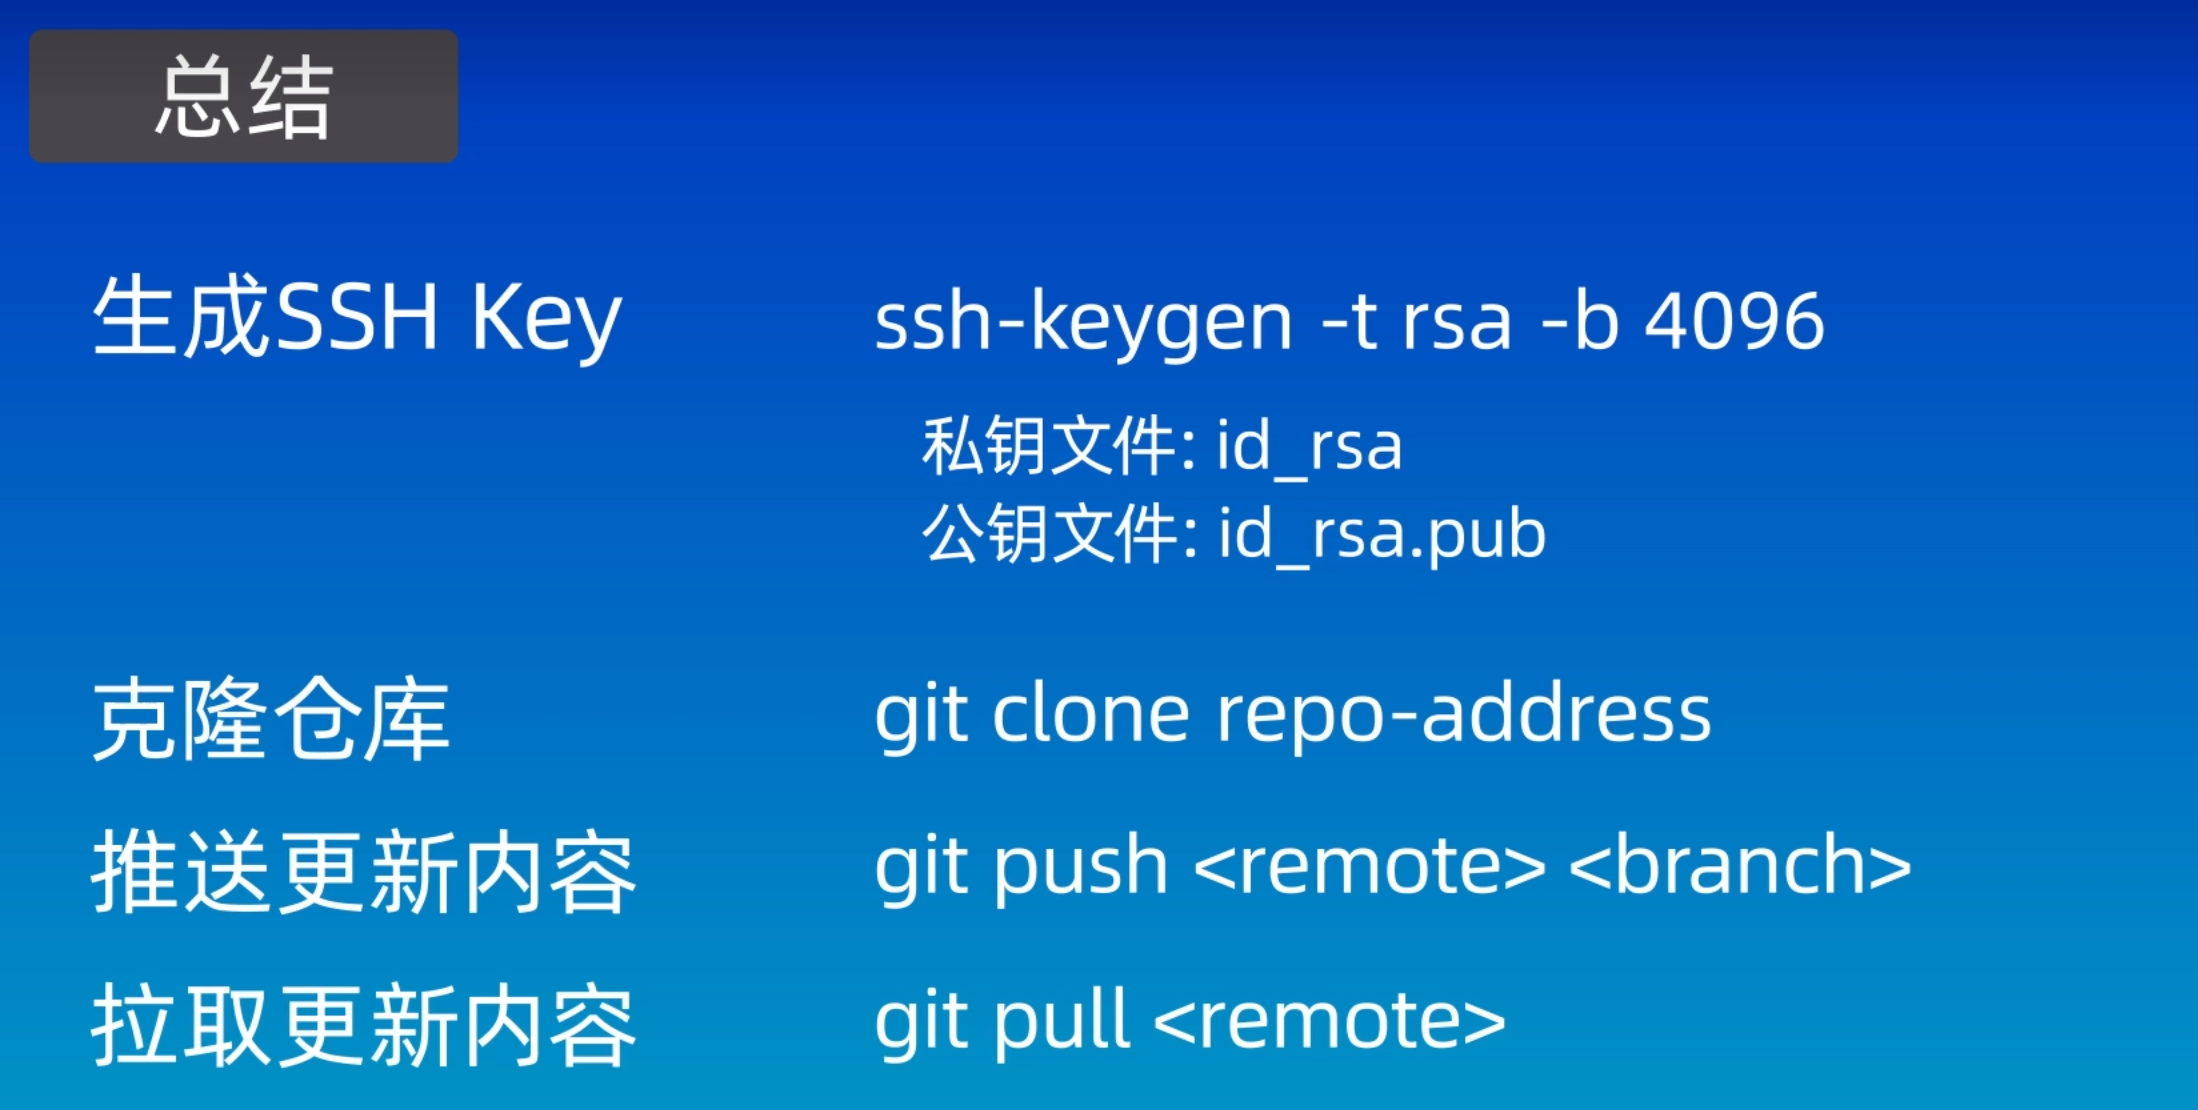 总结
生成SSH Key
ssh-keygen -t rsa -b 4096
私钥文件: id_rsa
公钥文件: id_rsa.pub
克隆仓库
git clone repo-address
推送更新内容
git push <remote> <branch>
拉取更新内容
git pull <remote>